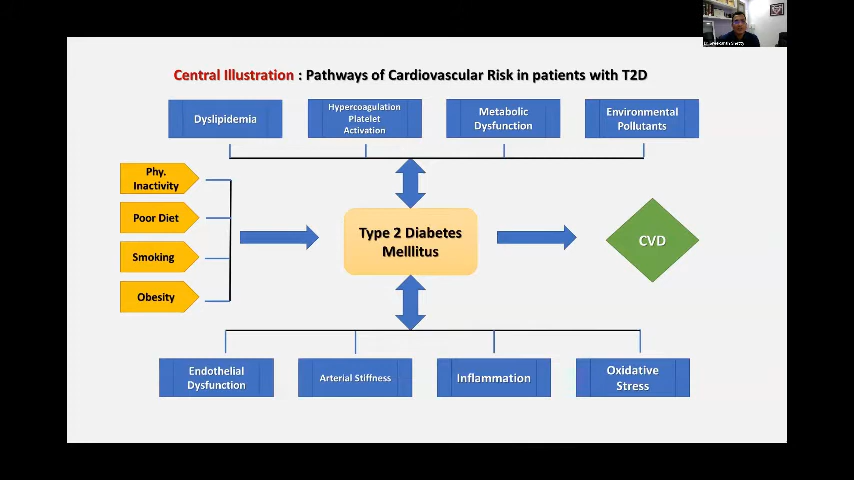 Central Illustration : Pathways of Cardiovascular Risk in patients with T2D
Dyslipidemia
Hypercoagulation
Platelet
Activation
Metabolic
Dysfunction
Environmental
Pollutants
Phy.
Inactivity
Poor Diet
Smoking
Obesity
Type 2 Diabetes
Melllitus
CVD
Endothelial
Dysfunction
Arterial Stiffness
Inflammation
Oxidative
Stress